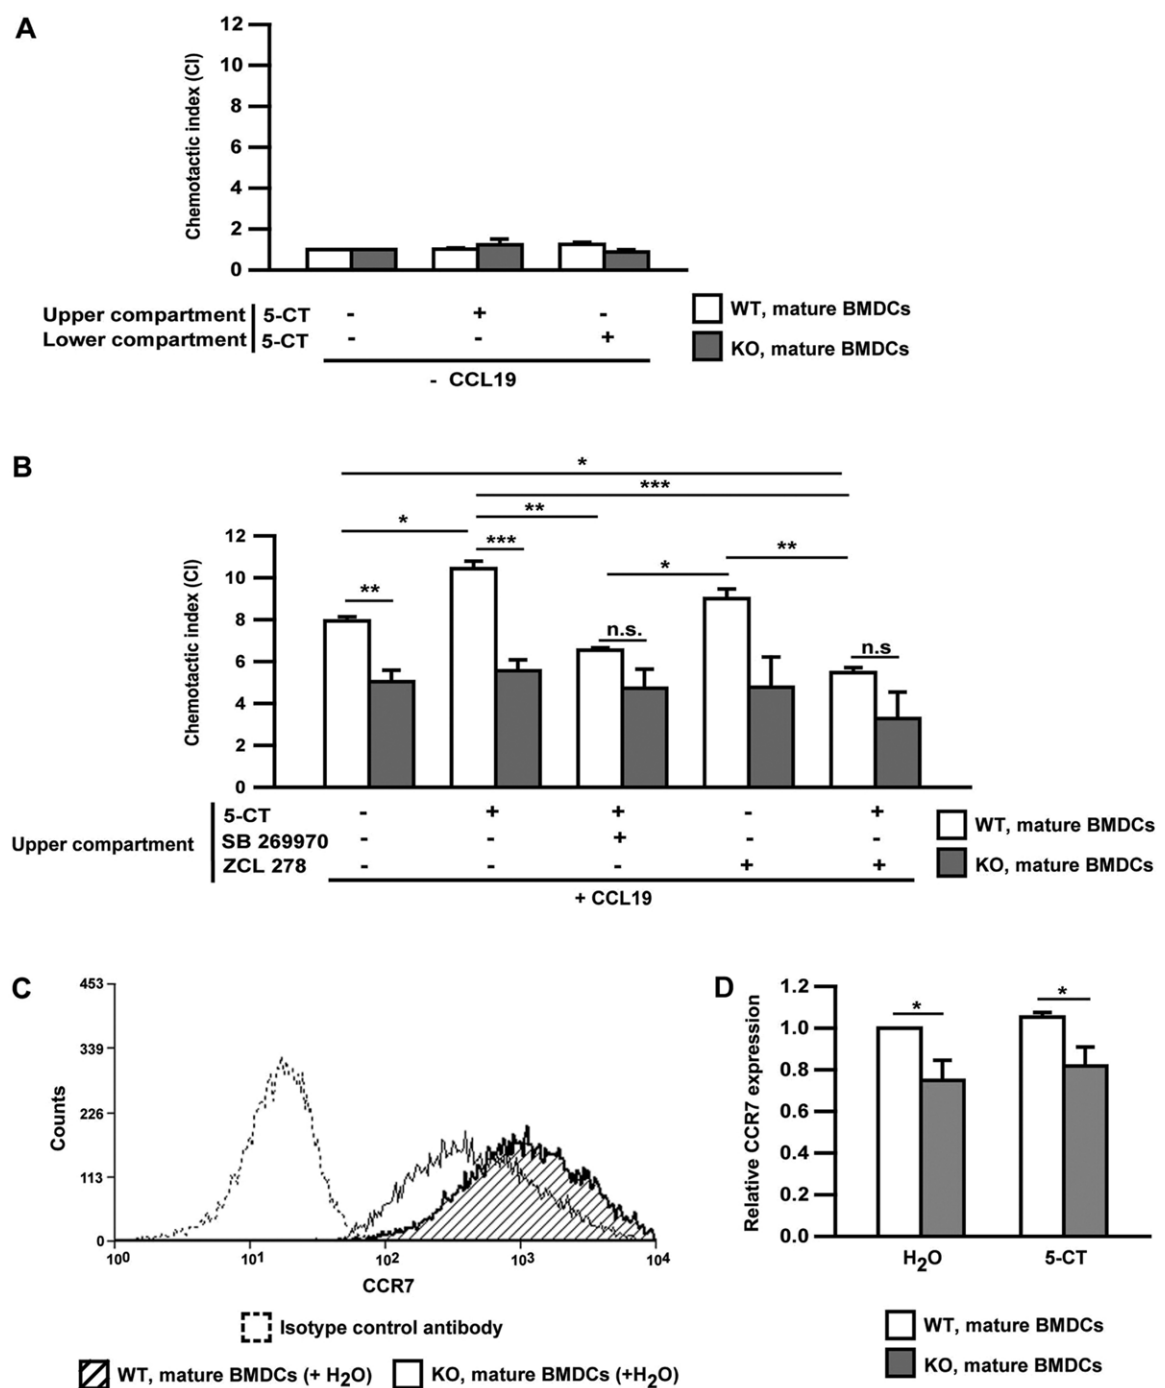 A
Chemotactic index (CI)
12
10
8
6
4
2
0
Upper compartment 5-CT - + -
Lower compartment 5-CT - - +
- CCL19
WT, mature BMDCs
KO, mature BMDCs
B
*
***
**
*
***
**
*
**
n.s.
n.s
Chemotactic index (CI)
12
10
8
6
4
2
0
Upper compartment
5-CT - + + - +
SB 269970 - - + - -
ZCL 278 - - - + +
+ CCL19
WT, mature BMDCs
KO, mature BMDCs
C
Counts
453
339
226
113
0
10⁰ 10¹ 10² 10³ 10⁴
CCR7
Isotype control antibody
WT, mature BMDCs (+ H₂O)
KO, mature BMDCs (+H₂O)
D
Relative CCR7 expression
1.2
1.0
0.8
0.6
0.4
0.2
0.0
*
*
H₂O 5-CT
WT, mature BMDCs
KO, mature BMDCs